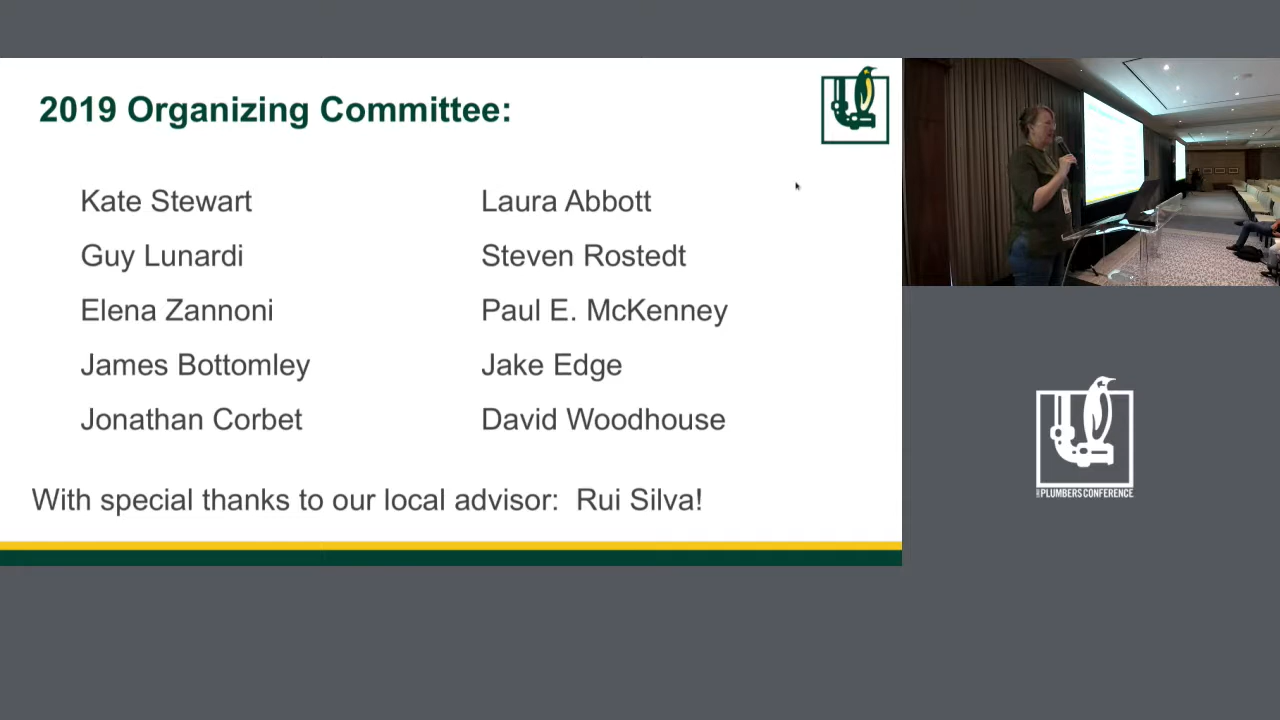 2019 Organizing Committee:
Kate Stewart
Laura Abbott
Guy Lunardi
Steven Rostedt
Elena Zannoni
Paul E. McKenney
James Bottomley
Jake Edge
Jonathan Corbet
David Woodhouse
With special thanks to our local advisor: Rui Silva!
PLUMBERS CONFERENCE